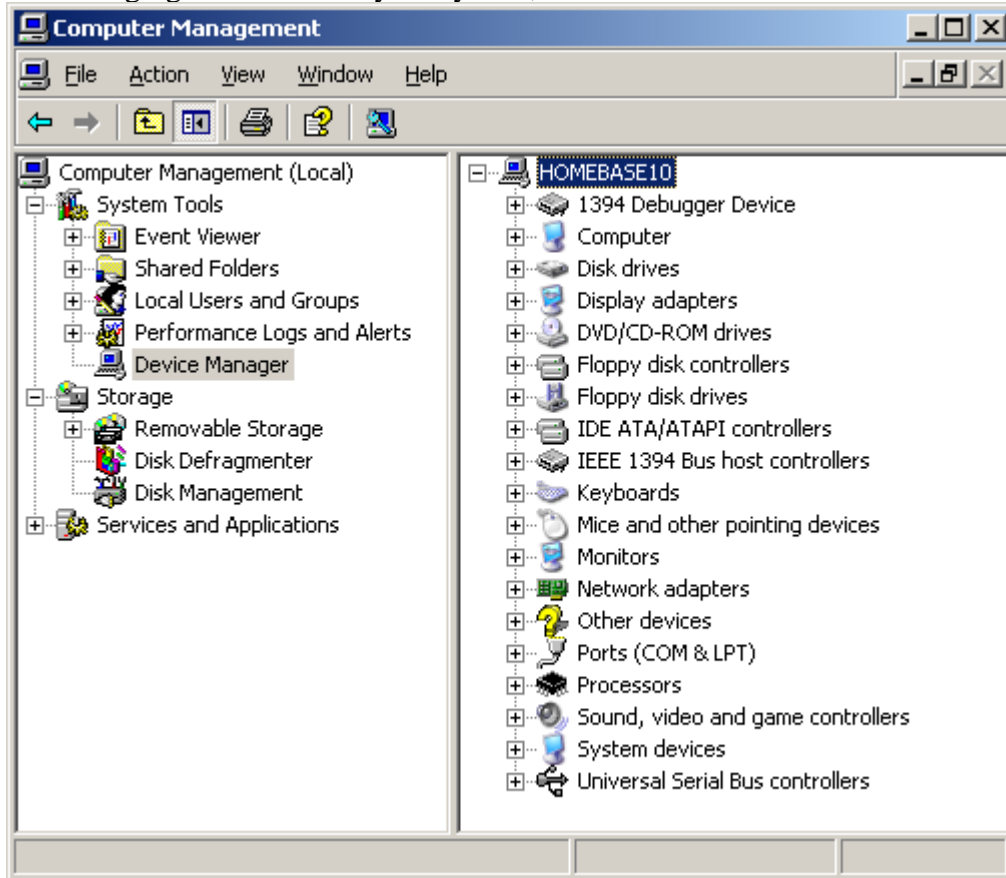 Computer Management
File Action View Window Help
Computer Management (Local)
System Tools
Event Viewer
Shared Folders
Local Users and Groups
Performance Logs and Alerts
Device Manager
Storage
Removable Storage
Disk Defragmenter
Disk Management
Services and Applications
HOMEBASE10
1394 Debugger Device
Computer
Disk drives
Display adapters
DVD/CD-ROM drives
Floppy disk controllers
Floppy disk drives
IDE ATA/ATAPI controllers
IEEE 1394 Bus host controllers
Keyboards
Mice and other pointing devices
Monitors
Network adapters
Other devices
Ports (COM & LPT)
Processors
Sound, video and game controllers
System devices
Universal Serial Bus controllers